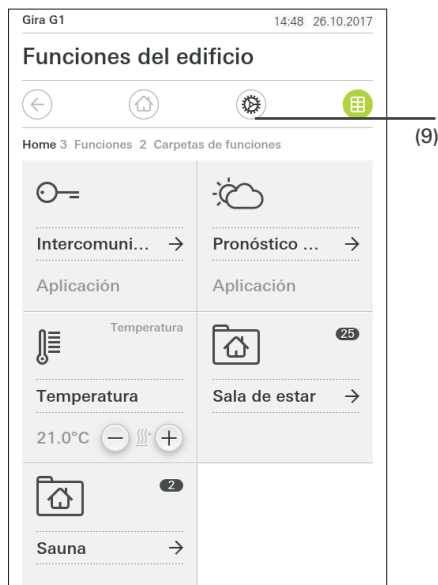 Gira G1 14:48 26.10.2017
Funciones del edificio
(9)
Home 3 Funciones 2 Carpetas de funciones
Intercomuni... →
Pronóstico ... →
Aplicación
Aplicación
Temperatura
25
Temperatura
Sala de estar →
21.0°C − +
2
Sauna →